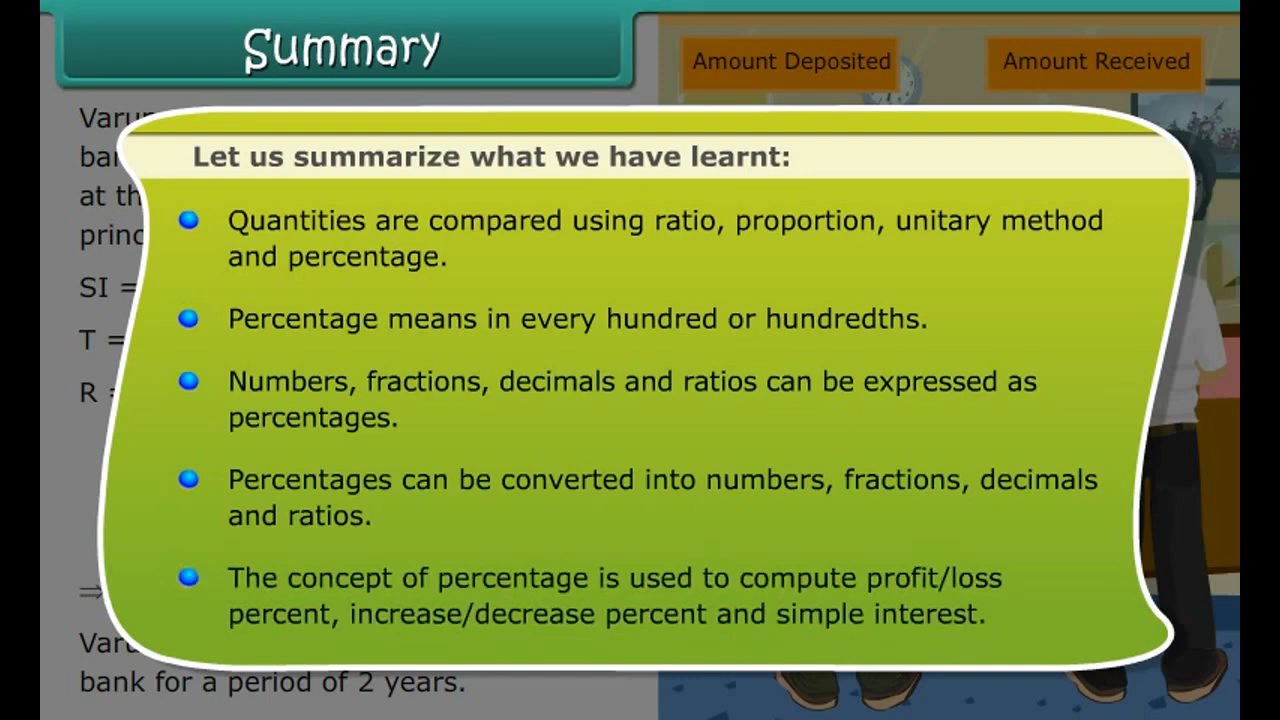 Summary
Amount Deposited
Amount Received
Let us summarize what we have learnt:
Quantities are compared using ratio, proportion, unitary method
and percentage.
Percentage means in every hundred or hundredths.
Numbers, fractions, decimals and ratios can be expressed as
percentages.
Percentages can be converted into numbers, fractions, decimals
and ratios.
The concept of percentage is used to compute profit/loss
percent, increase/decrease percent and simple interest.
at
SI =
T =
R
⇒
bank for a period of 2 years.